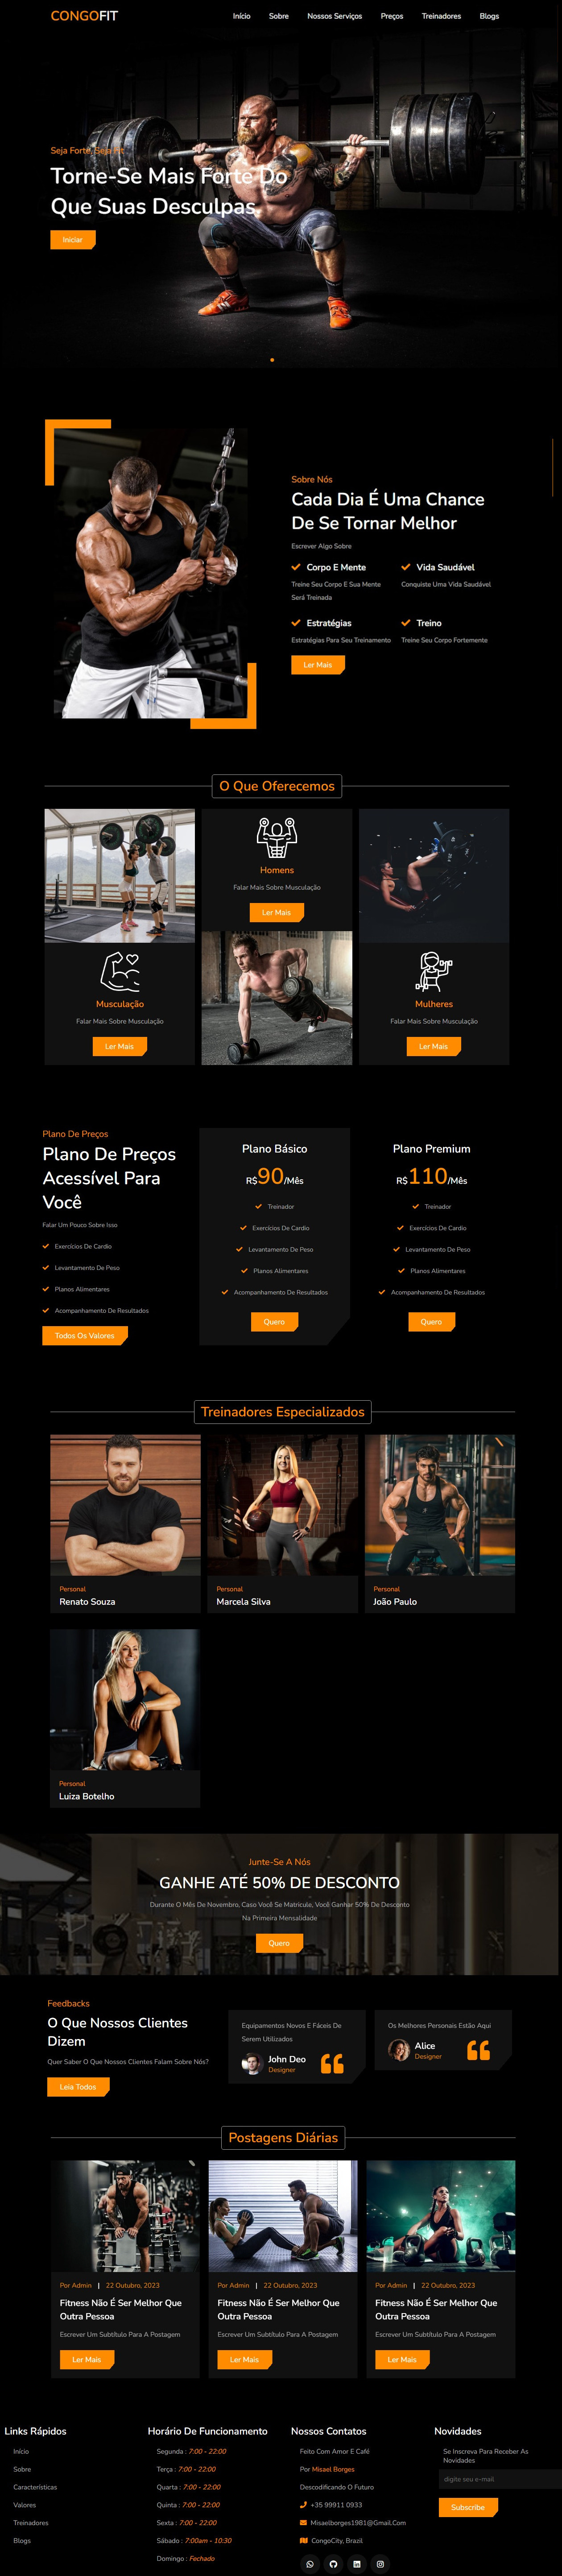 CONGOFIT
Início Sobre Nossos Serviços Preços Treinadores Blogs
Seja Forte, Seja Fit
Torne-Se Mais Forte Do
Que Suas Desculpas.
Iniciar
Sobre Nós
Cada Dia É Uma Chance
De Se Tornar Melhor
Escrever Algo Sobre
Corpo E Mente
Treine Seu Corpo E Sua Mente
Será Treinada
Vida Saudável
Conquiste Uma Vida Saudável
Estratégias
Estratégias Para Seu Treinamento
Treino
Treine Seu Corpo Fortemente
Ler Mais
O Que Oferecemos
Musculação
Falar Mais Sobre Musculação
Ler Mais
Homens
Falar Mais Sobre Musculação
Ler Mais
Mulheres
Falar Mais Sobre Musculação
Ler Mais
Plano De Preços
Plano De Preços
Acessível Para
Você
Falar Um Pouco Sobre Isso
Exercícios De Cardio
Levantamento De Peso
Planos Alimentares
Acompanhamento De Resultados
Todos Os Valores
Plano Básico
R$90/Mês
Treinador
Exercícios De Cardio
Levantamento De Peso
Planos Alimentares
Acompanhamento De Resultados
Quero
Plano Premium
R$110/Mês
Treinador
Exercícios De Cardio
Levantamento De Peso
Planos Alimentares
Acompanhamento De Resultados
Quero
Treinadores Especializados
Personal
Renato Souza
Personal
Marcela Silva
Personal
João Paulo
Personal
Luiza Botelho
Junte-Se A Nós
GANHE ATÉ 50% DE DESCONTO
Durante O Mês De Novembro, Caso Você Se Matricule, Você Ganhar 50% De Desconto
Na Primeira Mensalidade
Quero
Feedbacks
O Que Nossos Clientes
Dizem
Quer Saber O Que Nossos Clientes Falam Sobre Nós?
Leia Todos
Equipamentos Novos E Fáceis De
Serem Utilizados
John Deo
Designer
Os Melhores Personais Estão Aqui
Alice
Designer
Postagens Diárias
Por Admin | 22 Outubro, 2023
Fitness Não É Ser Melhor Que
Outra Pessoa
Escrever Um Subtítulo Para A Postagem
Ler Mais
Por Admin | 22 Outubro, 2023
Fitness Não É Ser Melhor Que
Outra Pessoa
Escrever Um Subtítulo Para A Postagem
Ler Mais
Por Admin | 22 Outubro, 2023
Fitness Não É Ser Melhor Que
Outra Pessoa
Escrever Um Subtítulo Para A Postagem
Ler Mais
Links Rápidos
Início
Sobre
Características
Valores
Treinadores
Blogs
Horário De Funcionamento
Segunda : 7:00 - 22:00
Terça : 7:00 - 22:00
Quarta : 7:00 - 22:00
Quinta : 7:00 - 22:00
Sexta : 7:00 - 22:00
Sábado : 7:00am - 10:30
Domingo : Fechado
Nossos Contatos
Feito Com Amor E Café
Por Misael Borges
Descodificando O Futuro
+35 99911 0933
Misaelborges1981@Gmail.Com
CongoCity, Brazil
Novidades
Se Inscreva Para Receber As
Novidades
digite seu e-mail
Subscribe